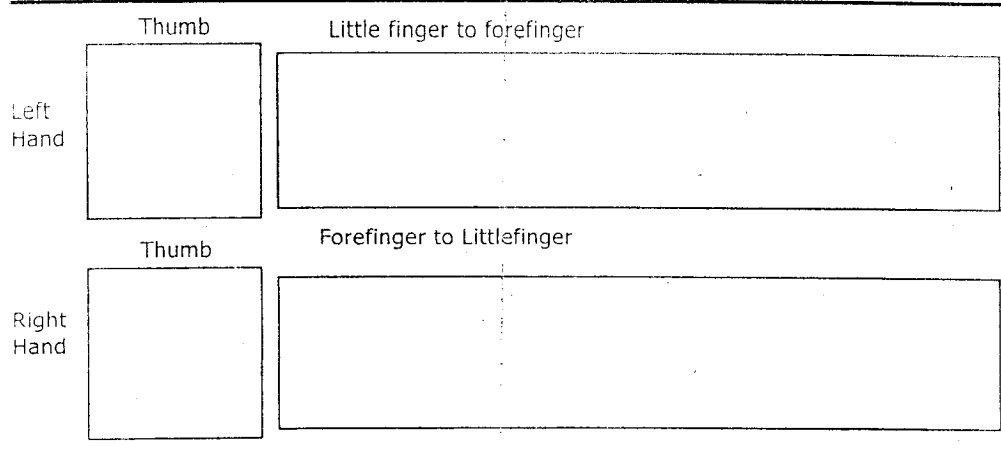 Thumb
Little finger to forefinger
Left
Hand
Thumb
Forefinger to Littlefinger
Right
Hand